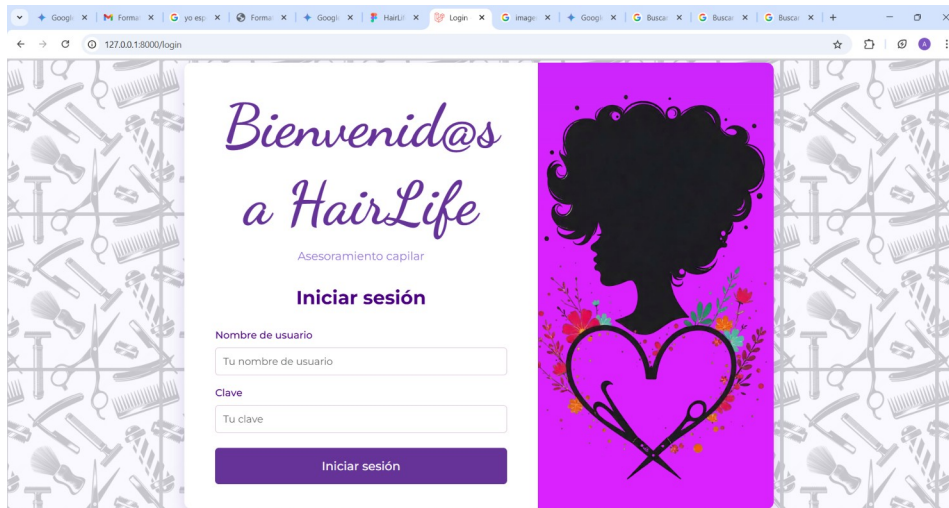 Googl
Forma
yo esp
Forma
Googl
HairLi
Login
image
Googl
Buscar
Buscar
Buscar
127.0.0.1:8000/login
A
Bienvenid@s
a HairLife
Asesoramiento capilar
Iniciar sesión
Nombre de usuario
Tu nombre de usuario
Clave
Tu clave
Iniciar sesión